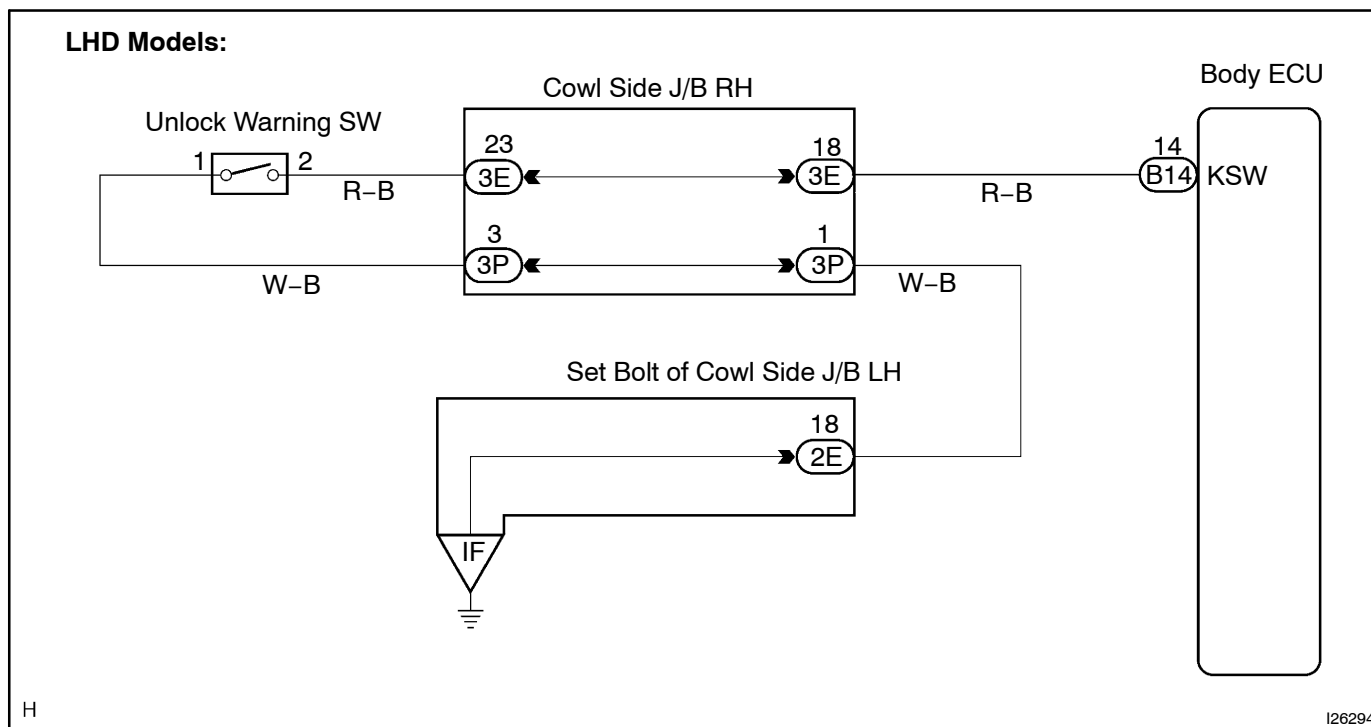 LHD Models:
Body ECU
Cowl Side J/B RH
Unlock Warning SW
1 2
R−B
23
3E
18
3E
R−B
14
B14
KSW
3
3P
1
3P
W−B
W−B
Set Bolt of Cowl Side J/B LH
18
2E
IF
H
I26294